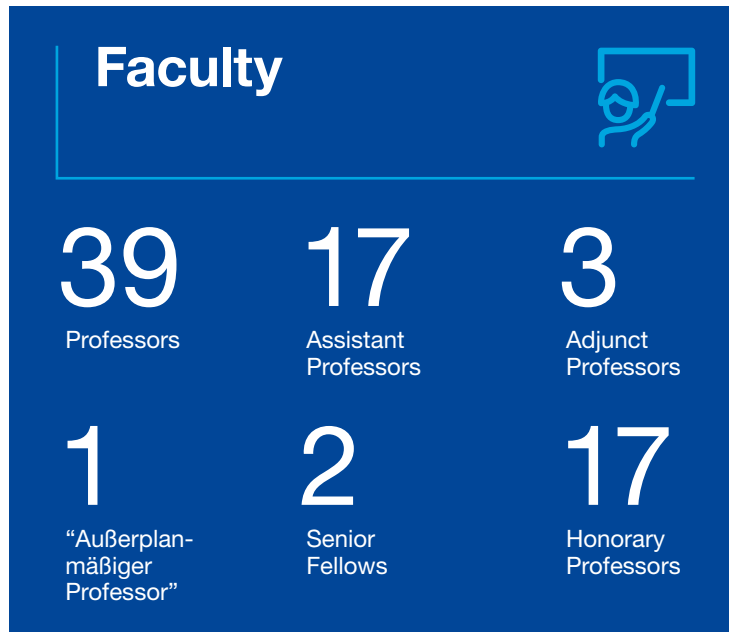 Faculty
39
Professors
17
Assistant
Professors
3
Adjunct
Professors
1
“Außerplan-
mäßiger
Professor”
2
Senior
Fellows
17
Honorary
Professors